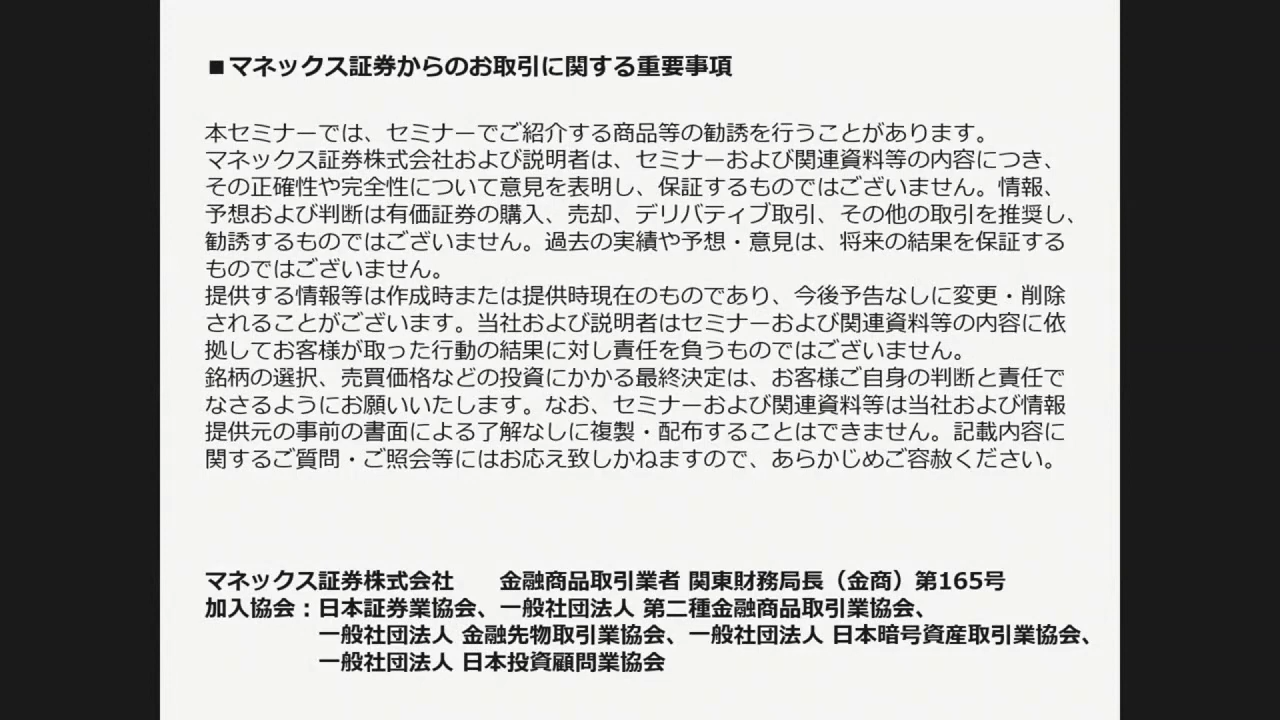 ■マネックス証券からのお取引に関する重要事項
本セミナーでは、セミナーでご紹介する商品等の勧誘を行うことがあります。
マネックス証券株式会社および説明者は、セミナーおよび関連資料等の内容につき、
その正確性や完全性について意見を表明し、保証するものではございません。情報、
予想および判断は有価証券の購入、売却、デリバティブ取引、その他の取引を推奨し、
勧誘するものではございません。過去の実績や予想・意見は、将来の結果を保証する
ものではございません。
提供する情報等は作成時または提供時現在のものであり、今後予告なしに変更・削除
されることがございます。当社および説明者はセミナーおよび関連資料等の内容に依
拠してお客様が取った行動の結果に対し責任を負うものではございません。
銘柄の選択、売買価格などの投資にかかる最終決定は、お客様ご自身の判断と責任で
なさるようにお願いいたします。なお、セミナーおよび関連資料等は当社および情報
提供元の事前の書面による了解なしに複製・配布することはできません。記載内容に
関するご質問・ご照会等にはお応え致しかねますので、あらかじめご容赦ください。
マネックス証券株式会社　　金融商品取引業者 関東財務局長（金商）第165号
加入協会：日本証券業協会、一般社団法人 第二種金融商品取引業協会、
一般社団法人 金融先物取引業協会、一般社団法人 日本暗号資産取引業協会、
一般社団法人 日本投資顧問業協会